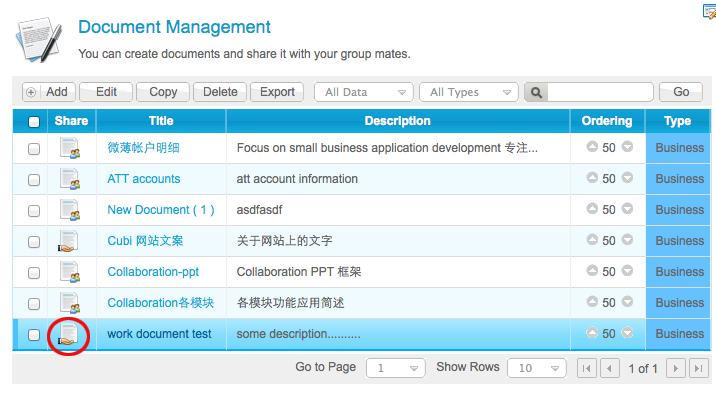 Document Management
You can create documents and share it with your group mates.
Add Edit Copy Delete Export All Data All Types Go
Share Title Description Ordering Type
微薄帐户明细 Focus on small business application development 专注... 50 Business
ATT accounts att account information 50 Business
New Document ( 1 ) asdfasdf 50 Business
Cubi 网站文案 关于网站上的文字 50 Business
Collaboration-ppt Collaboration PPT 框架 50 Business
Collaboration各模块 各模块功能应用简述 50 Business
work document test some description.......... 50 Business
Go to Page 1 Show Rows 10 1 of 1